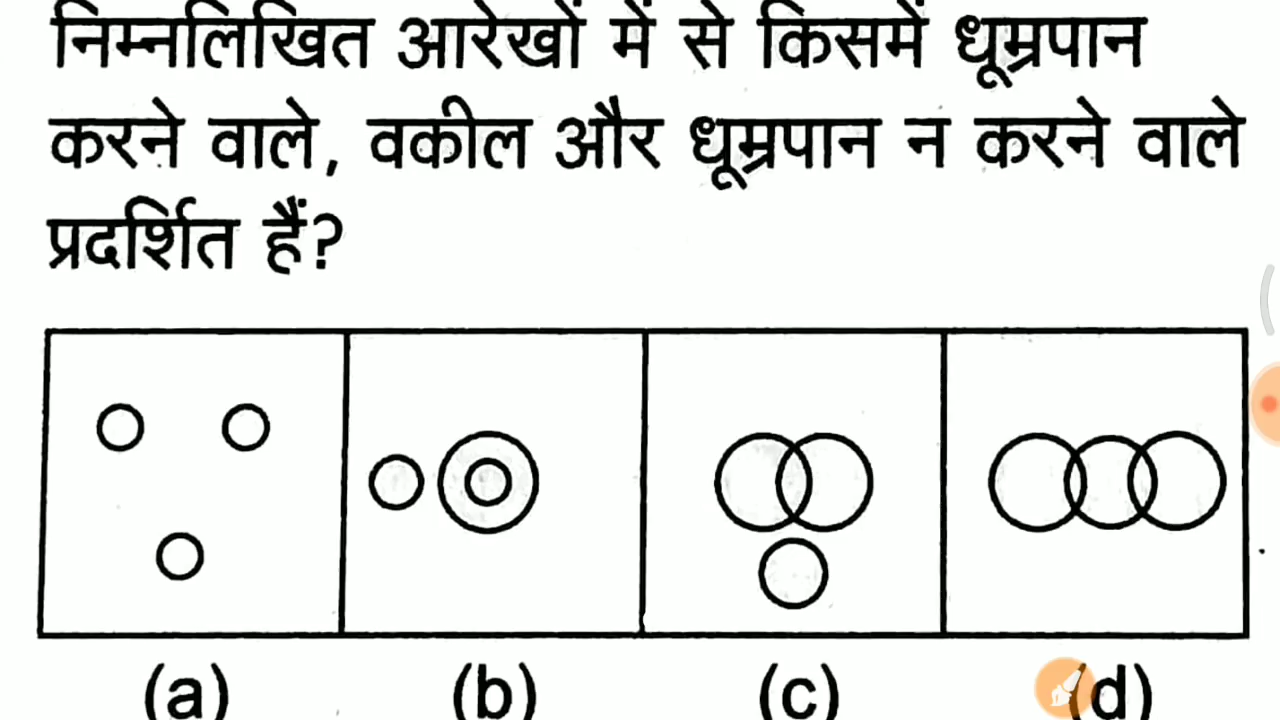 निम्नलिखित आरेखों में से किसमें धूम्रपान
करने वाले, वकील और धूम्रपान न करने वाले
प्रदर्शित हैं?
(a) (b) (c) (d)